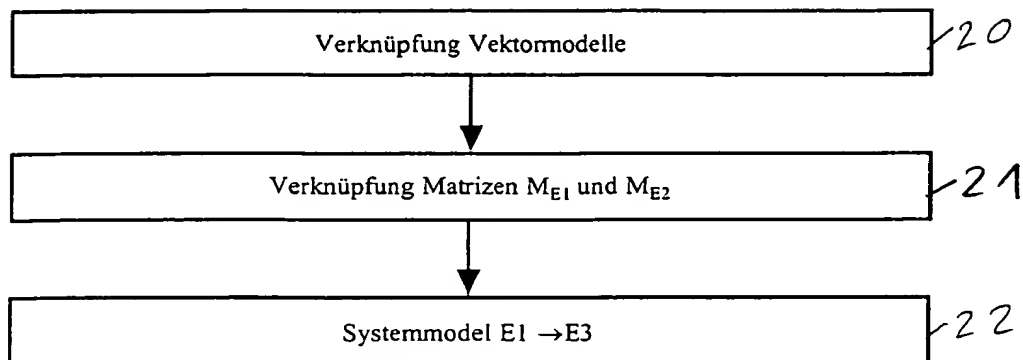 Verknüpfung Vektormodelle 20
Verknüpfung Matrizen M_E1 und M_E2 21
Systemmodel E1 →E3 22